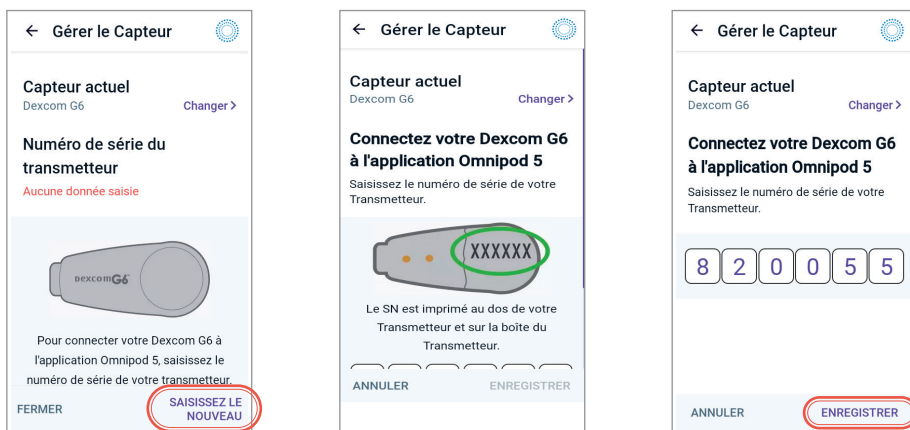 ← Gérer le Capteur
Capteur actuel
Dexcom G6 Changer >
Numéro de série du
transmetteur
Aucune donnée saisie
Dexcom G6
Pour connecter votre Dexcom G6 à
l'application Omnipod 5, saisissez le
numéro de série de votre transmetteur.
FERMER
SAISISSEZ LE
NOUVEAU
← Gérer le Capteur
Capteur actuel
Dexcom G6 Changer >
Connectez votre Dexcom G6
à l'application Omnipod 5
Saisissez le numéro de série de votre
Transmetteur.
XXXXXX
Le SN est imprimé au dos de votre
Transmetteur et sur la boîte du
Transmetteur.
ANNULER ENREGISTRER
← Gérer le Capteur
Capteur actuel
Dexcom G6 Changer >
Connectez votre Dexcom G6
à l'application Omnipod 5
Saisissez le numéro de série de votre
Transmetteur.
8 2 0 0 5 5
ANNULER ENREGISTRER